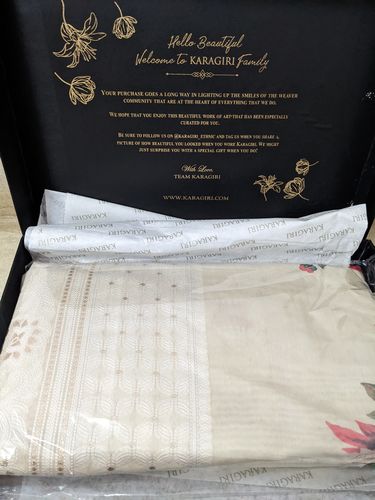 Hello Beautiful
Welcome to KARAGIRI Family
YOUR PURCHASE GOES A LONG WAY IN LIGHTING UP THE SMILES OF THE WEAVER
COMMUNITY THAT ARE AT THE HEART OF EVERYTHING THAT WE DO.
WE HOPE THAT YOU ENJOY THIS BEAUTIFUL WORK OF ART-THAT HAS BEEN ESPECIALLY
CURATED FOR YOU.
BE SURE TO FOLLOW US ON @KARAGIRI_ETHNIC AND TAG US WHEN YOU SHARE A
PICTURE OF HOW BEAUTIFUL YOU LOOKED WHEN YOU WORE KARAGIRI. WE MIGHT
JUST SURPRISE YOU WITH A SPECIAL GIFT WHEN YOU DO!
With Love,
TEAM KARAGIRI
WWW.KARAGIRI.COM
KARAGIRI KARAGIRI KARAGIRI KARAGIRI